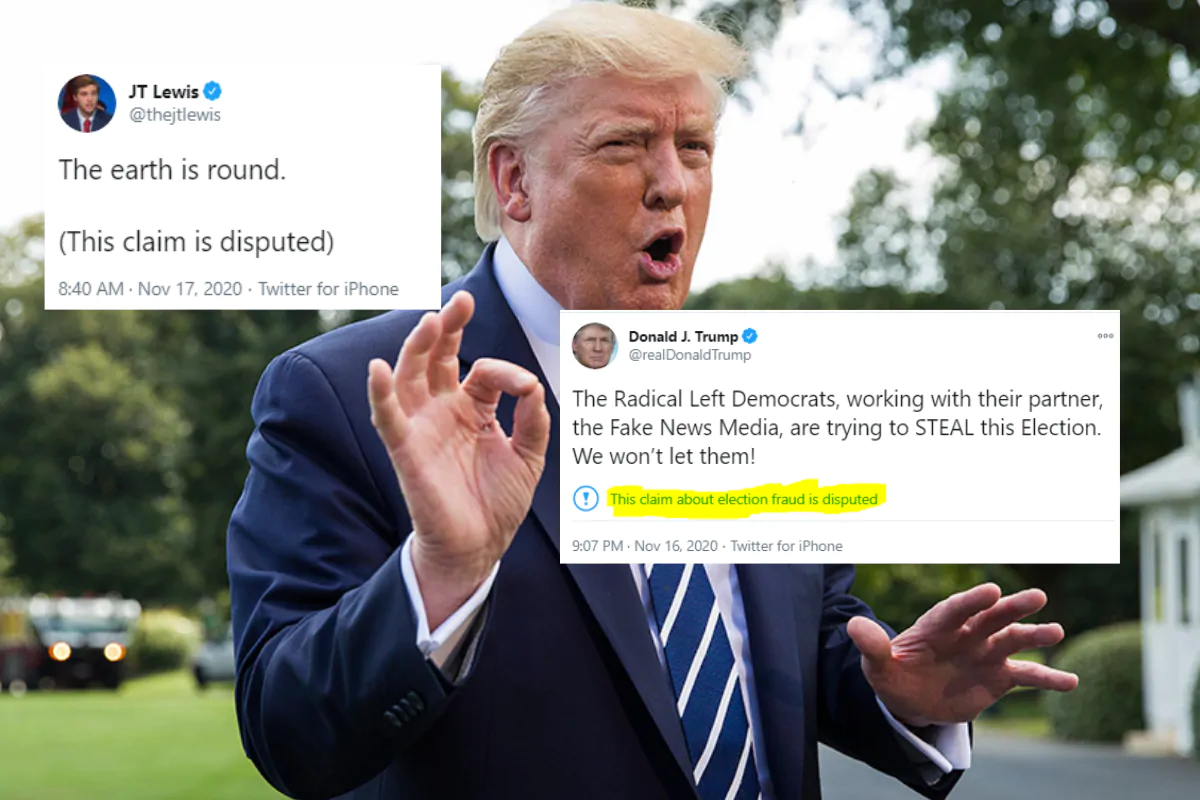 JT Lewis
@thejtlewis
The earth is round.
(This claim is disputed)
8:40 AM · Nov 17, 2020 · Twitter for iPhone
Donald J. Trump
@realDonaldTrump
The Radical Left Democrats, working with their partner,
the Fake News Media, are trying to STEAL this Election.
We won't let them!
This claim about election fraud is disputed
9:07 PM · Nov 16, 2020 · Twitter for iPhone